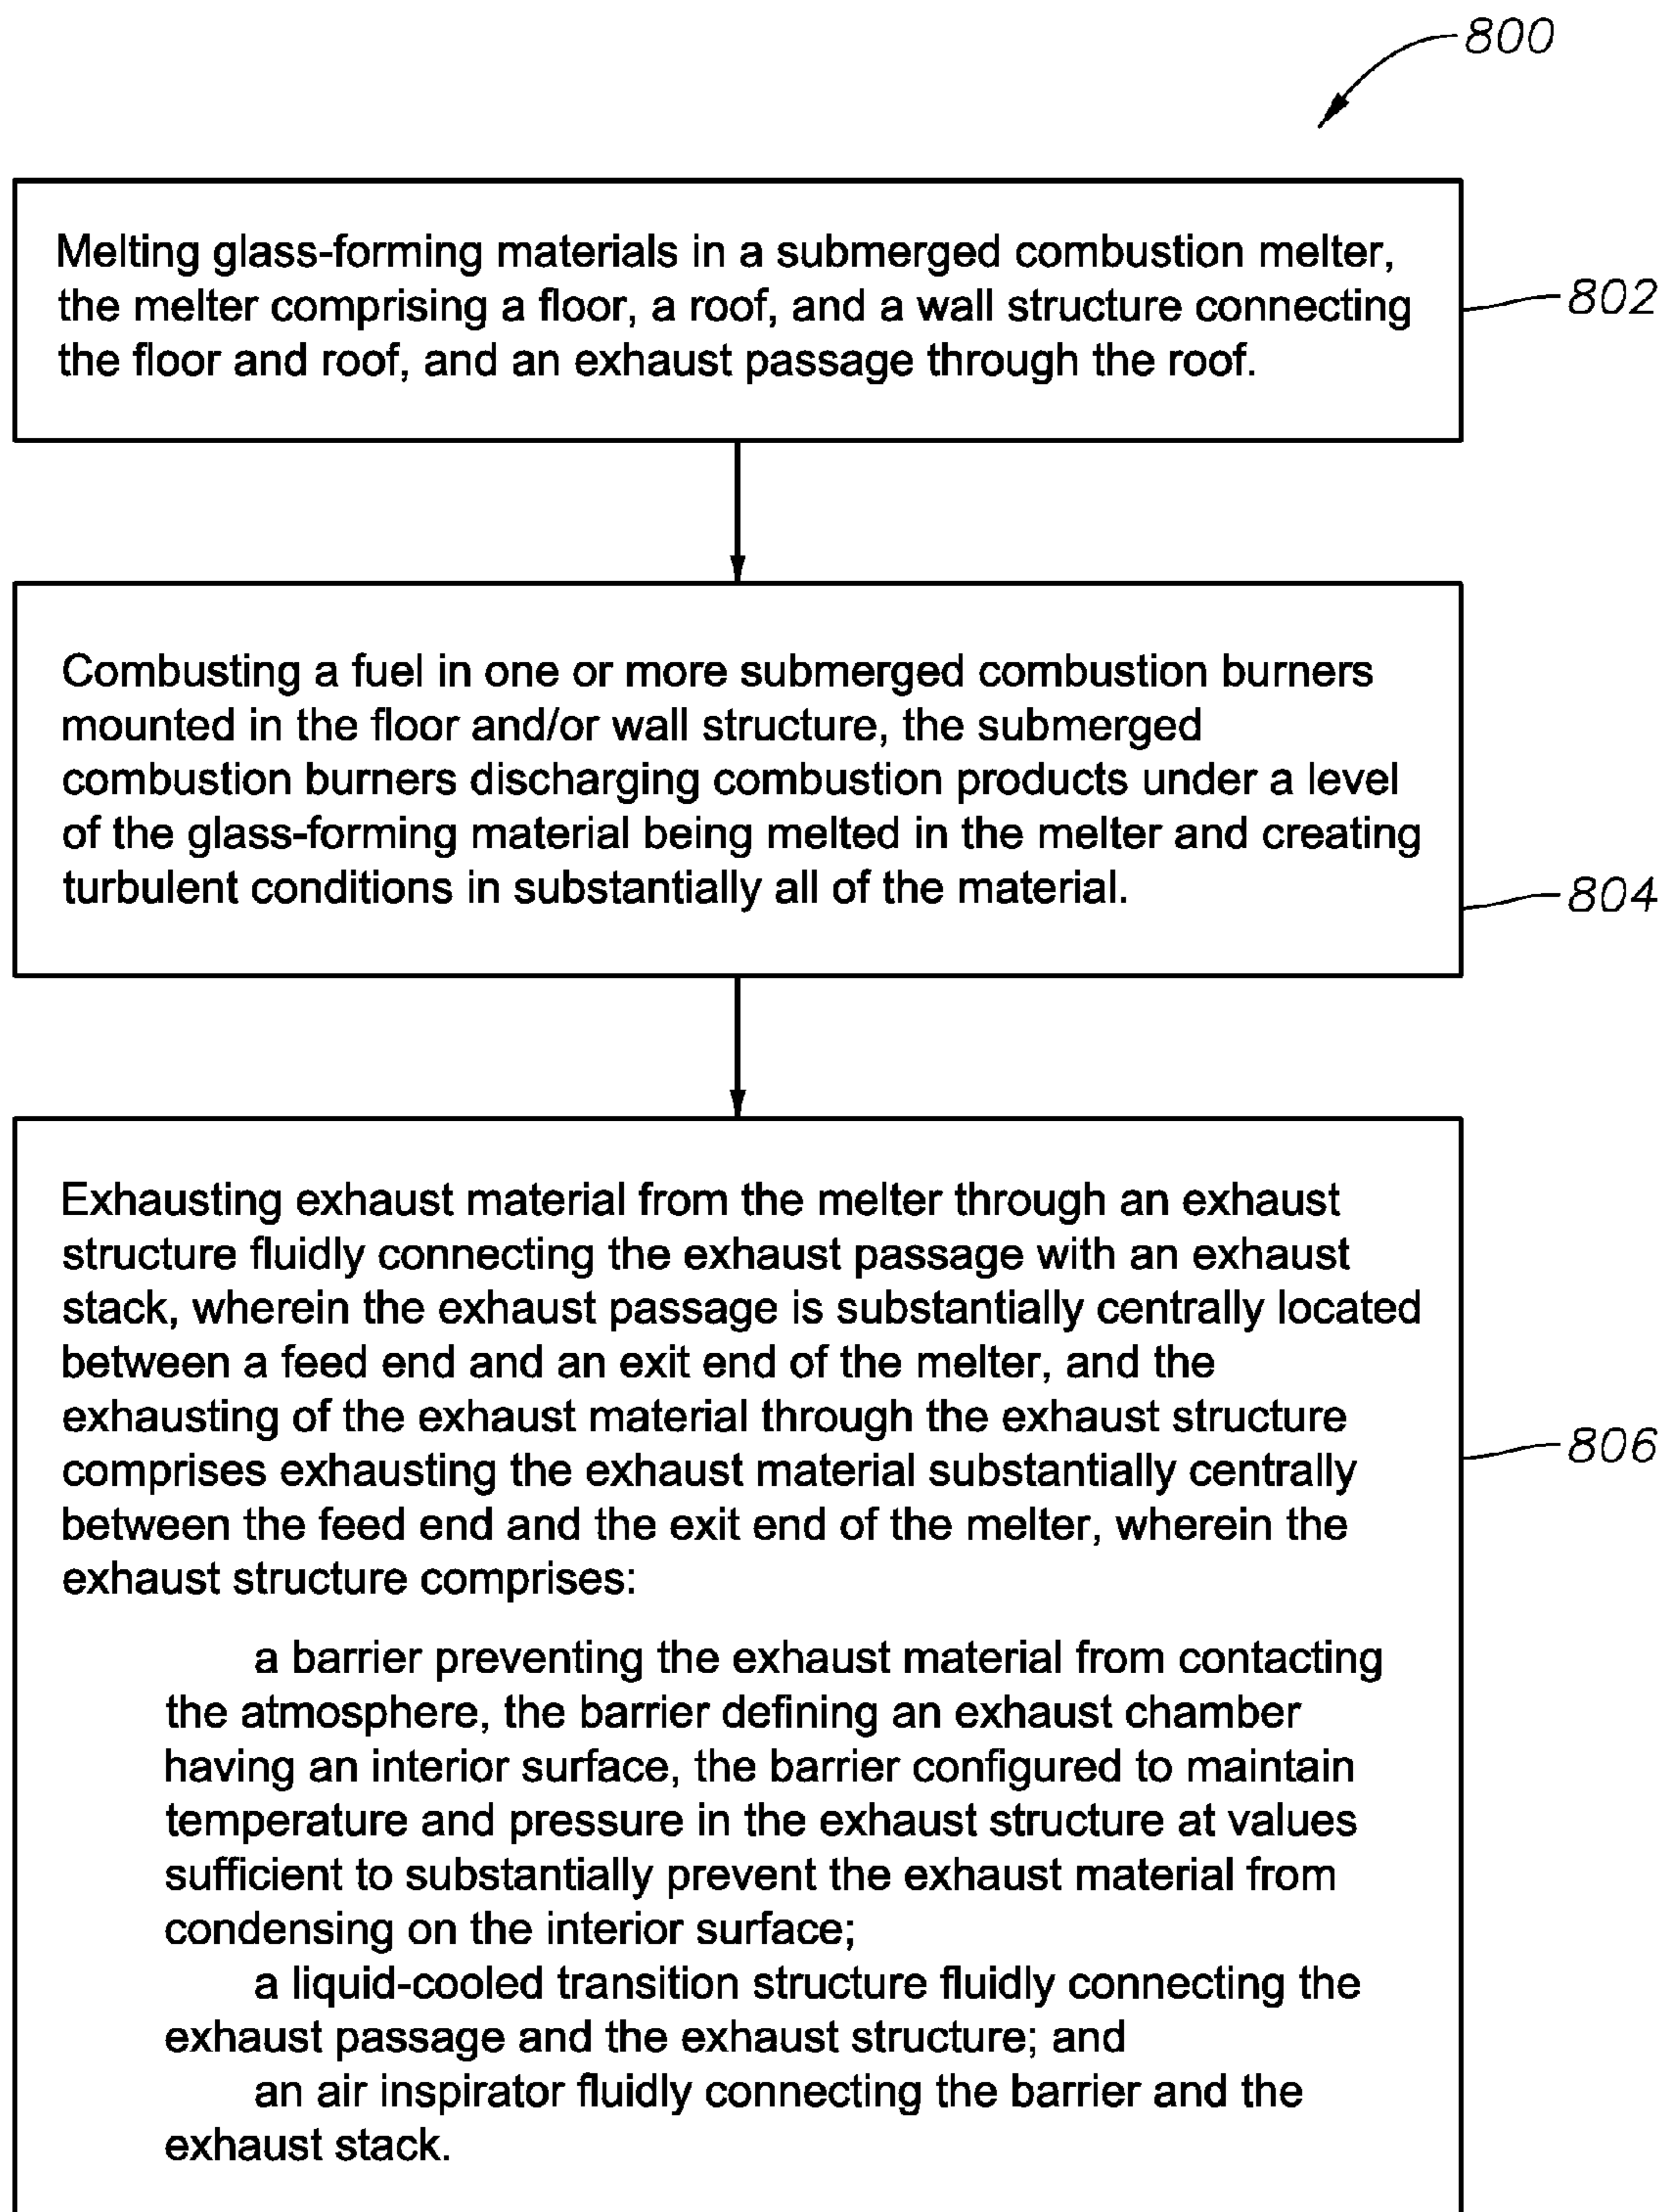 800
Melting glass-forming materials in a submerged combustion melter,
the melter comprising a floor, a roof, and a wall structure connecting
the floor and roof, and an exhaust passage through the roof.
802
Combusting a fuel in one or more submerged combustion burners
mounted in the floor and/or wall structure, the submerged
combustion burners discharging combustion products under a level
of the glass-forming material being melted in the melter and creating
turbulent conditions in substantially all of the material.
804
Exhausting exhaust material from the melter through an exhaust
structure fluidly connecting the exhaust passage with an exhaust
stack, wherein the exhaust passage is substantially centrally located
between a feed end and an exit end of the melter, and the
exhausting of the exhaust material through the exhaust structure
comprises exhausting the exhaust material substantially centrally
between the feed end and the exit end of the melter, wherein the
exhaust structure comprises:
a barrier preventing the exhaust material from contacting
the atmosphere, the barrier defining an exhaust chamber
having an interior surface, the barrier configured to maintain
temperature and pressure in the exhaust structure at values
sufficient to substantially prevent the exhaust material from
condensing on the interior surface;
a liquid-cooled transition structure fluidly connecting the
exhaust passage and the exhaust structure; and
an air inspirator fluidly connecting the barrier and the
exhaust stack.
806